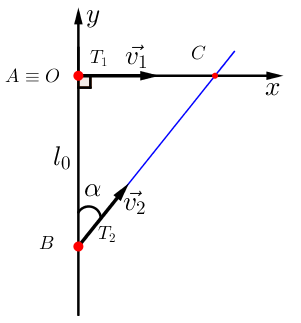 y
A ≡ O
T₁
v⃗₁
C
x
l₀
α
v⃗₂
T₂
B